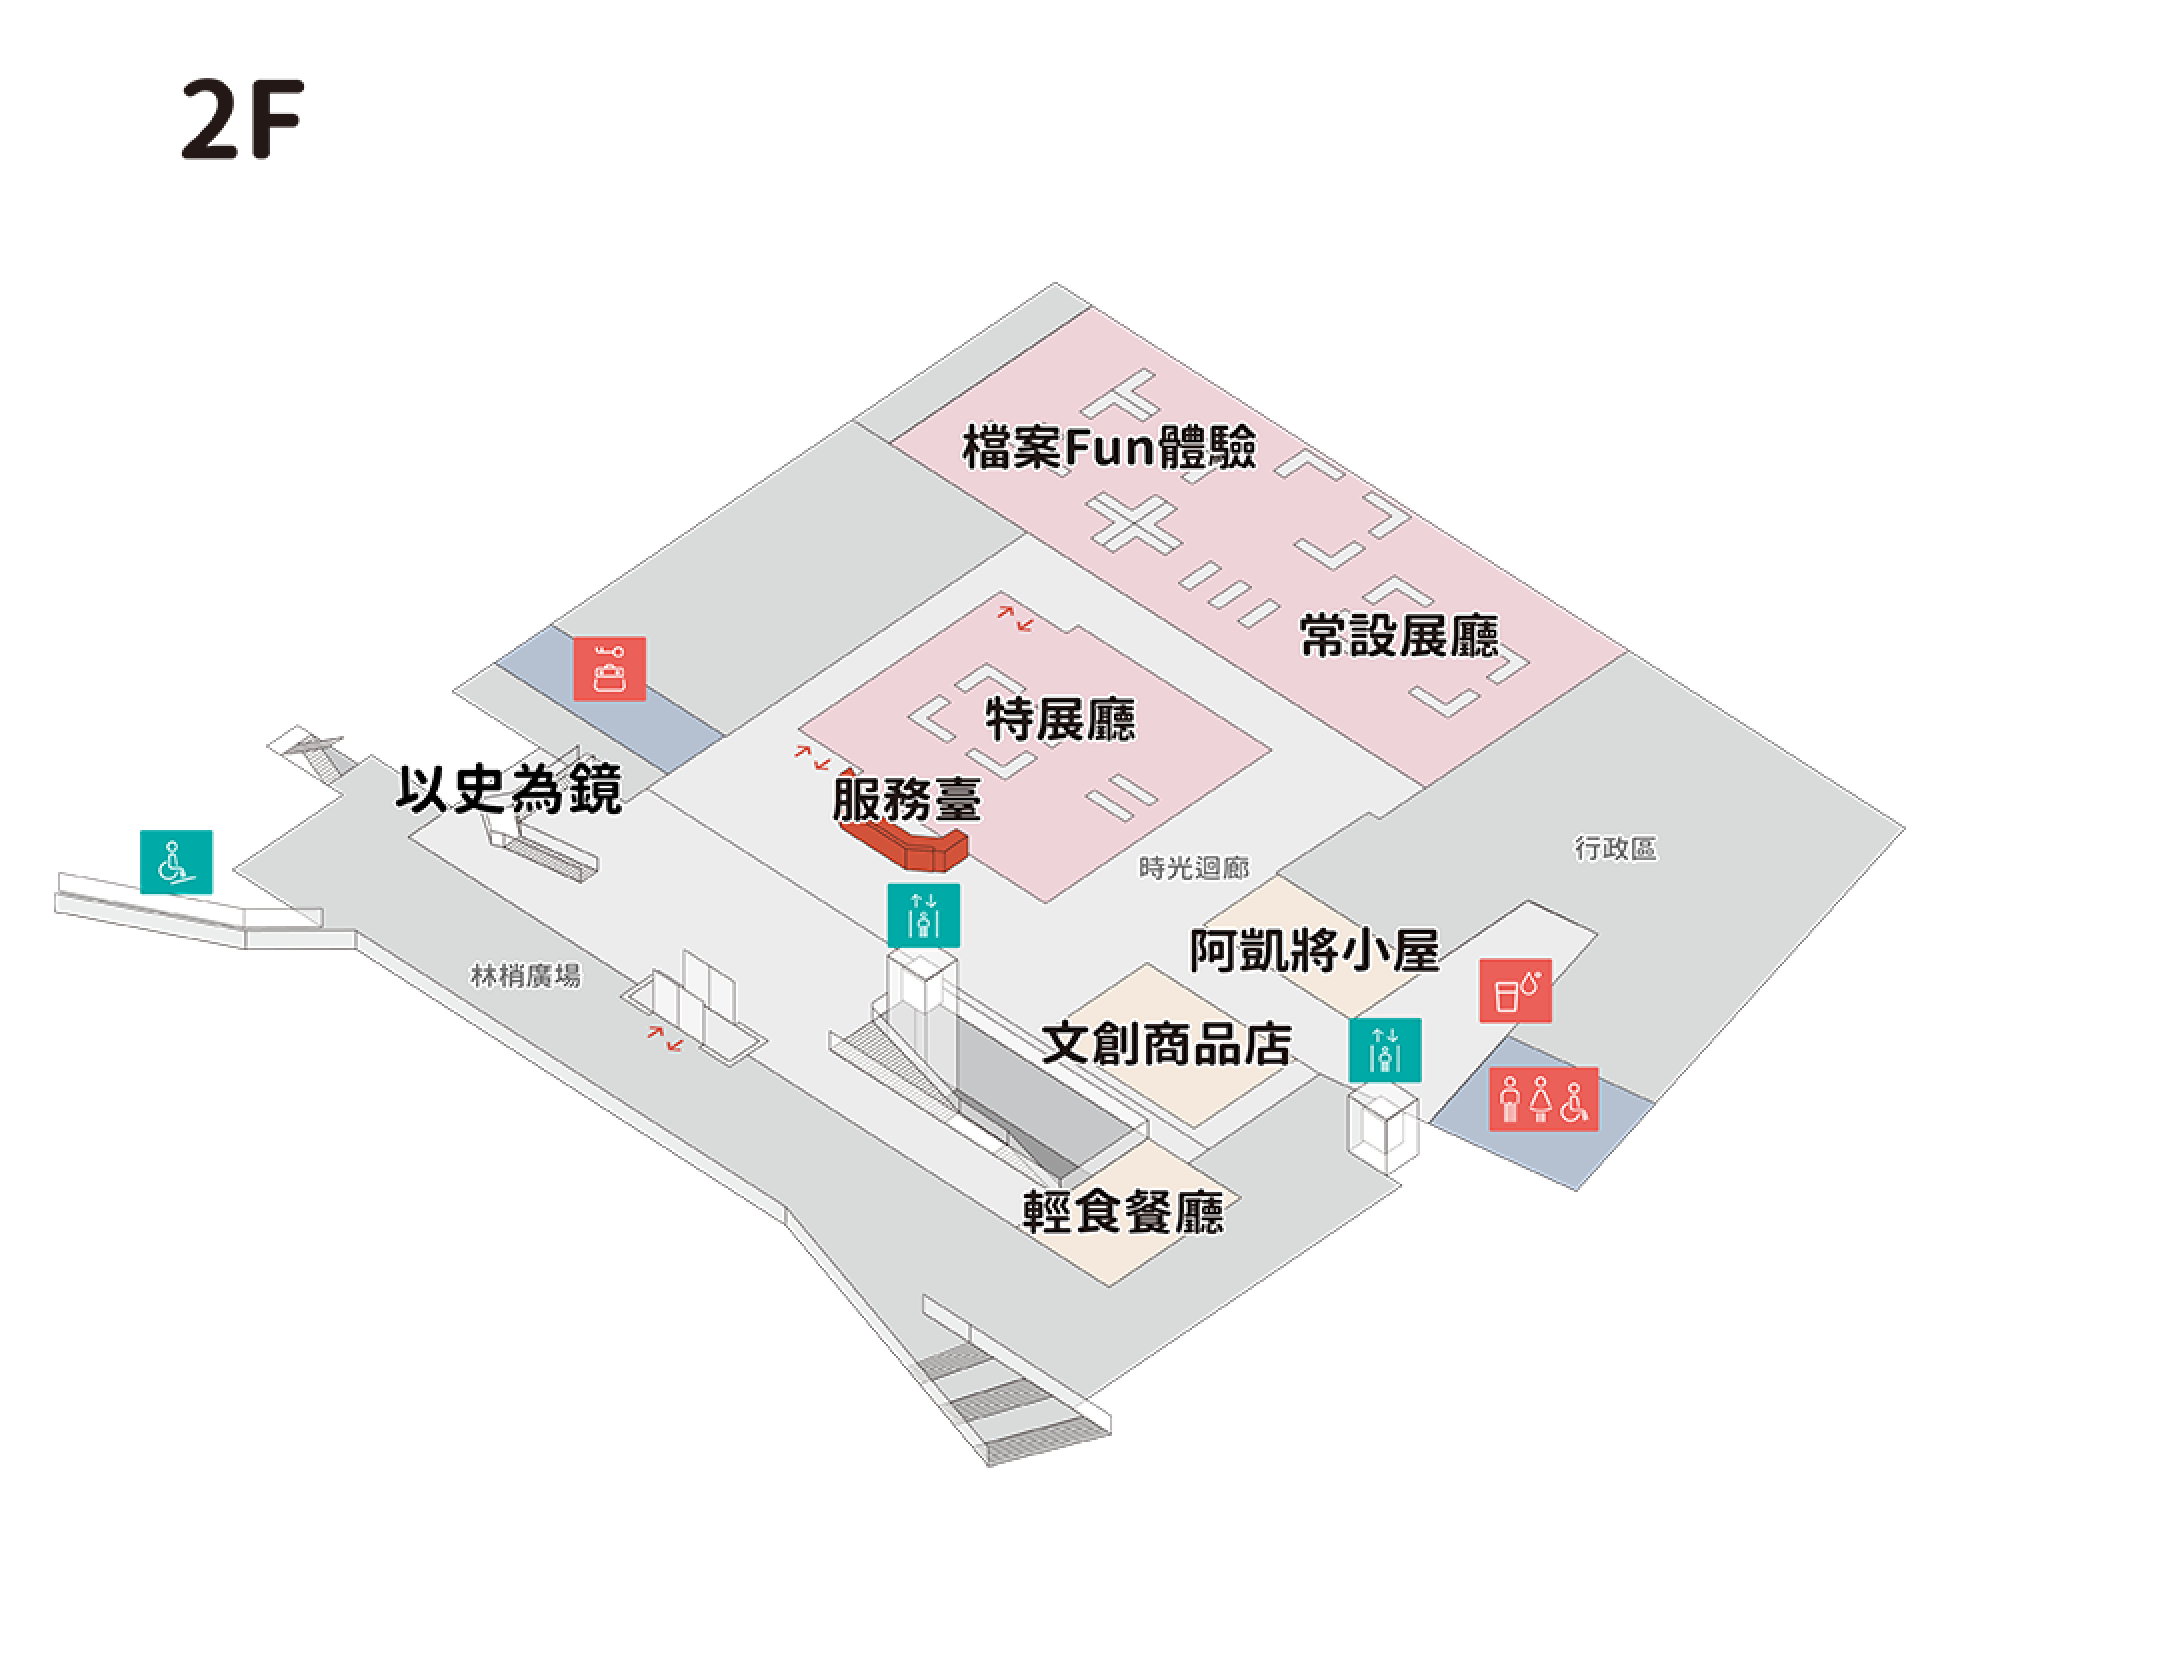 2F
檔案Fun體驗
常設展廳
特展廳
以史為鏡
服務臺
行政區
時光迴廊
阿凱將小屋
林梢廣場
文創商品店
輕食餐廳